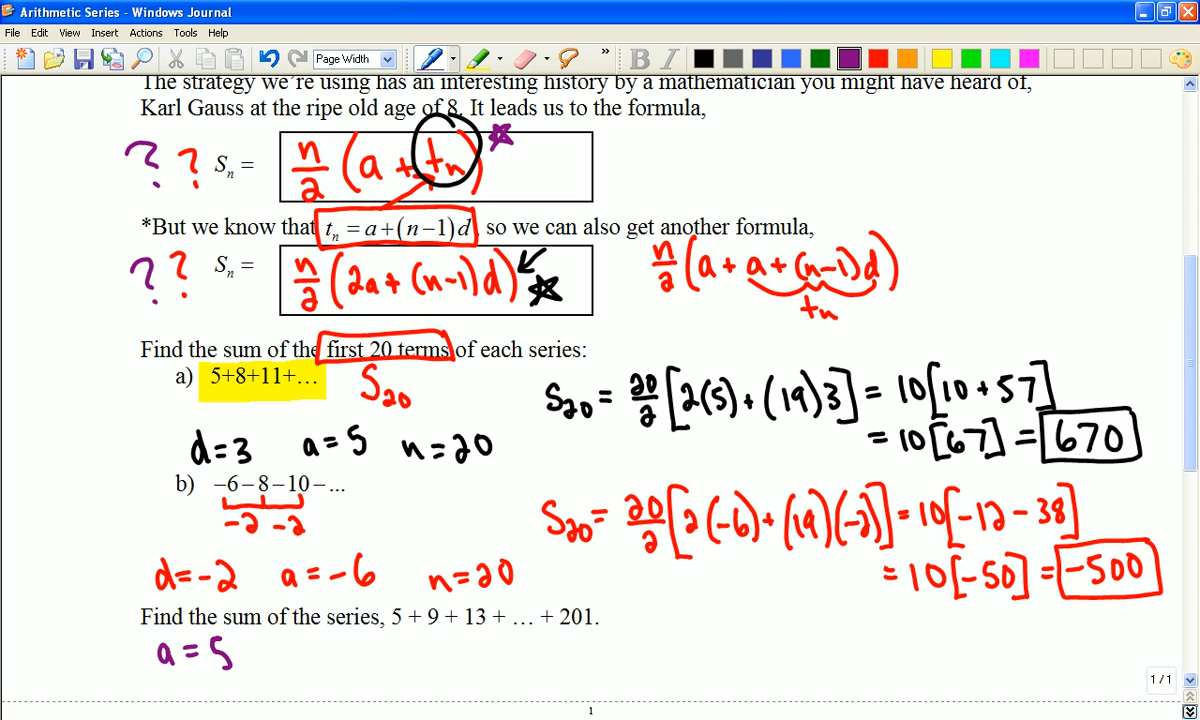 Arithmetic Series - Windows Journal
File Edit View Insert Actions Tools Help
Page Width » B I
The strategy we're using has an interesting history by a mathematician you might have heard of,
Karl Gauss at the ripe old age of 8. It leads us to the formula,
? ? Sₙ = n/2 (a + tₙ)
*But we know that tₙ = a+(n−1)d, so we can also get another formula,
? ? Sₙ = n/2 (2a + (n-1)d) n/2 (a + a + (n-1)d)
tn
Find the sum of the first 20 terms of each series:
a) 5+8+11+… S₂₀ S₂₀ = 20/2 [2(5) + (19)3] = 10[10 + 57]
d=3 a=5 n=20 = 10[67] = 670
b) −6−8−10−...
-2 -2 S₂₀ = 20/2 [2(-6) + (19)(-2)] = 10[-12 - 38]
d=-2 a=-6 n=20 = 10[-50] = -500
Find the sum of the series, 5 + 9 + 13 + … + 201.
a = 5
1/1
1